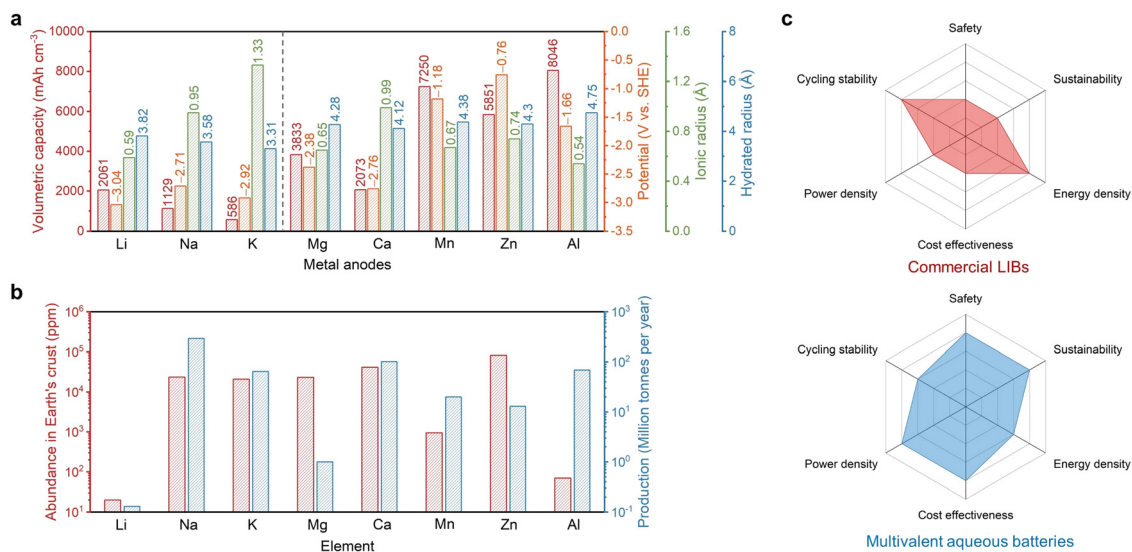 a
Volumetric capacity (mAh cm⁻³)
10000
8000
6000
4000
2000
0
2061
−3.04
0.59
3.82
1129
−2.71
0.95
3.58
586
−2.92
1.33
3.31
3833
−2.38
0.65
4.28
2073
−2.76
0.99
4.12
7250
−1.18
0.67
4.38
5851
−0.76
0.74
4.3
8046
−1.66
0.54
4.75
Li Na K Mg Ca Mn Zn Al
Metal anodes
0.0
-0.5
-1.0
-1.5
-2.0
-2.5
-3.0
-3.5
Potential (V vs. SHE)
1.6
1.2
0.8
0.4
0.0
Ionic radius (Å)
8
6
4
2
0
Hydrated radius (Å)
b
Abundance in Earth's crust (ppm)
10⁶
10⁵
10⁴
10³
10²
10¹
Li Na K Mg Ca Mn Zn Al
Element
10³
10²
10¹
10⁰
10⁻¹
Production (Million tonnes per year)
c
Safety
Cycling stability
Sustainability
Power density
Energy density
Cost effectiveness
Commercial LIBs
Safety
Cycling stability
Sustainability
Power density
Energy density
Cost effectiveness
Multivalent aqueous batteries